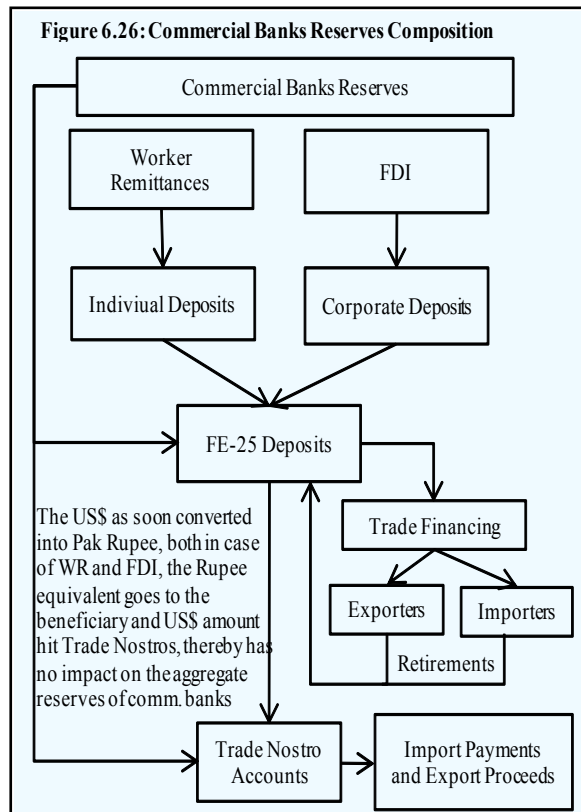 Figure 6.26: Commercial Banks Reserves Composition
Commercial Banks Reserves
Worker
Remittances
FDI
Indiviual Deposits
Corporate Deposits
FE-25 Deposits
The US$ as soon converted
into Pak Rupee, both in case
of WR and FDI, the Rupee
equivalent goes to the
beneficiary and US$ amount
hit Trade Nostros, thereby has
no impact on the aggregate
reserves of comm. banks
Trade Financing
Exporters
Importers
Retirements
Trade Nostro
Accounts
Import Payments
and Export Proceeds